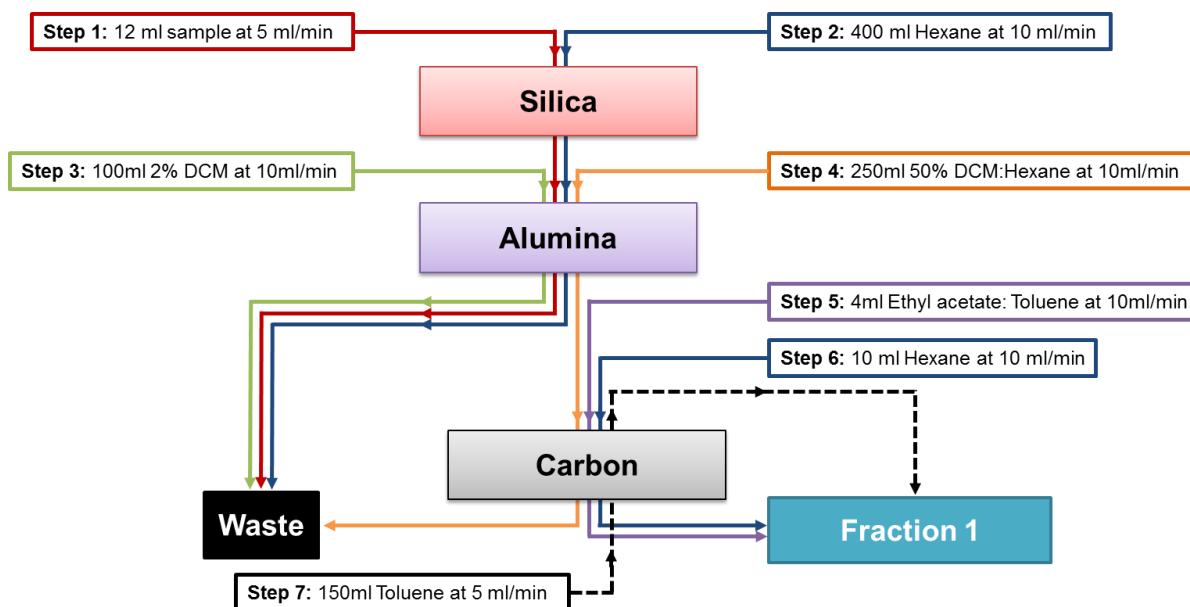 Step 1: 12 ml sample at 5 ml/min
Step 2: 400 ml Hexane at 10 ml/min
Silica
Step 3: 100ml 2% DCM at 10ml/min
Step 4: 250ml 50% DCM:Hexane at 10ml/min
Alumina
Step 5: 4ml Ethyl acetate: Toluene at 10ml/min
Step 6: 10 ml Hexane at 10 ml/min
Carbon
Waste
Fraction 1
Step 7: 150ml Toluene at 5 ml/min